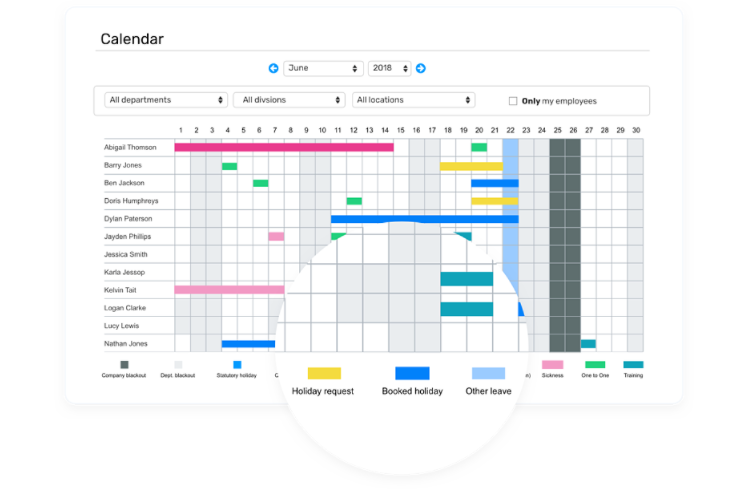 Calendar
June 2018
All departments All divsions All locations Only my employees
1 2 3 4 5 6 7 8 9 10 11 12 13 14 15 16 17 18 19 20 21 22 23 24 25 26 27 28 29 30
Abigail Thomson
Barry Jones
Ben Jackson
Doris Humphreys
Dylan Paterson
Jayden Phillips
Jessica Smith
Karla Jessop
Kelvin Tait
Logan Clarke
Lucy Lewis
Nathan Jones
Company blackout Dept. blackout Statutory holiday Sickness One to One Training
Holiday request Booked holiday Other leave